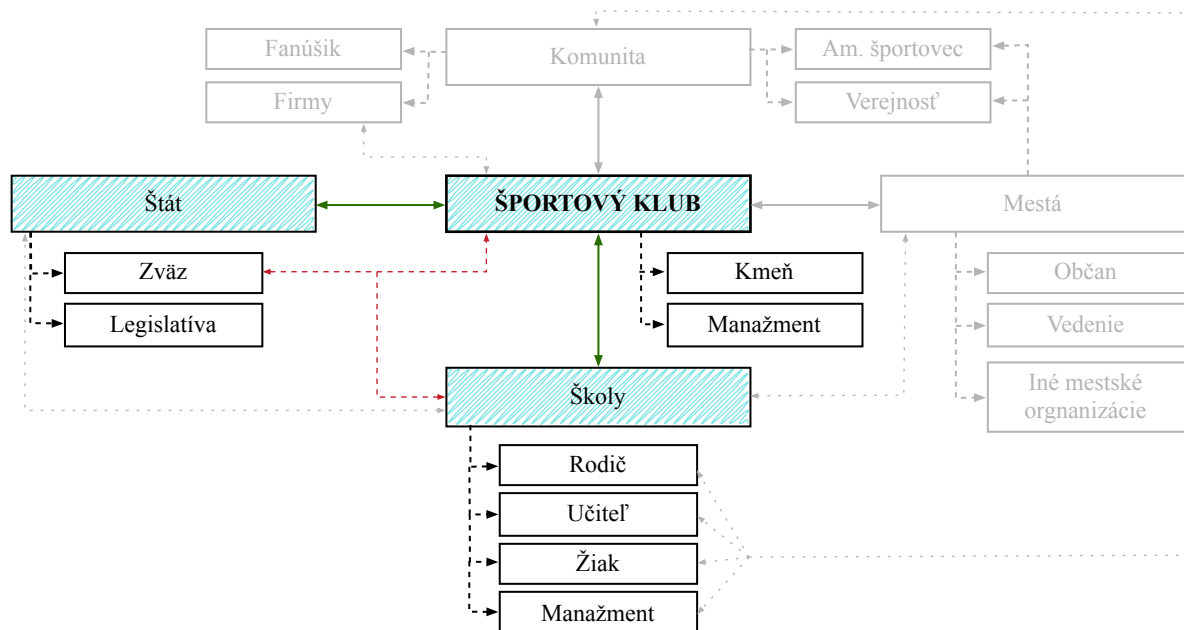 Fanúšik
Komunita
Am. športovec
Firmy
Verejnosť
Štát
ŠPORTOVÝ KLUB
Mestá
Zväz
Kmeň
Občan
Legislatíva
Manažment
Vedenie
Školy
Iné mestské
orgnanizácie
Rodič
Učiteľ
Žiak
Manažment